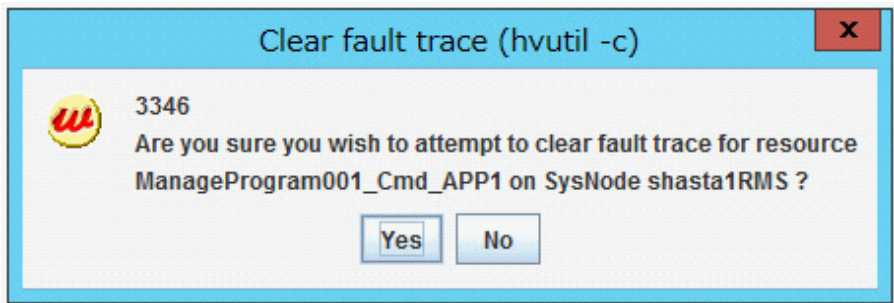 Clear fault trace (hvutil -c)
x
w
3346
Are you sure you wish to attempt to clear fault trace for resource
ManageProgram001_Cmd_APP1 on SysNode shasta1RMS ?
Yes No